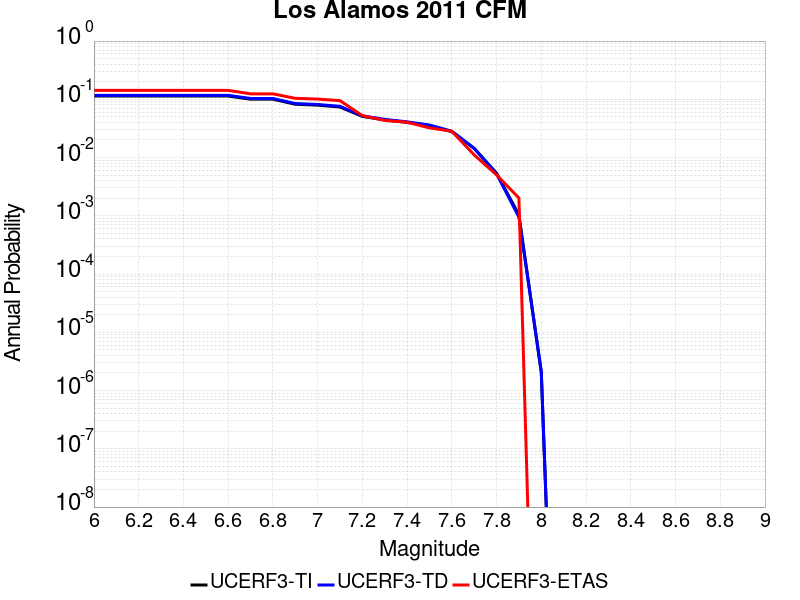 Los Alamos 2011 CFM
10^0
10^-1
10^-2
10^-3
10^-4
10^-5
10^-6
10^-7
10^-8
Annual Probability
6 6.2 6.4 6.6 6.8 7 7.2 7.4 7.6 7.8 8 8.2 8.4 8.6 8.8 9
Magnitude
UCERF3-TI UCERF3-TD UCERF3-ETAS